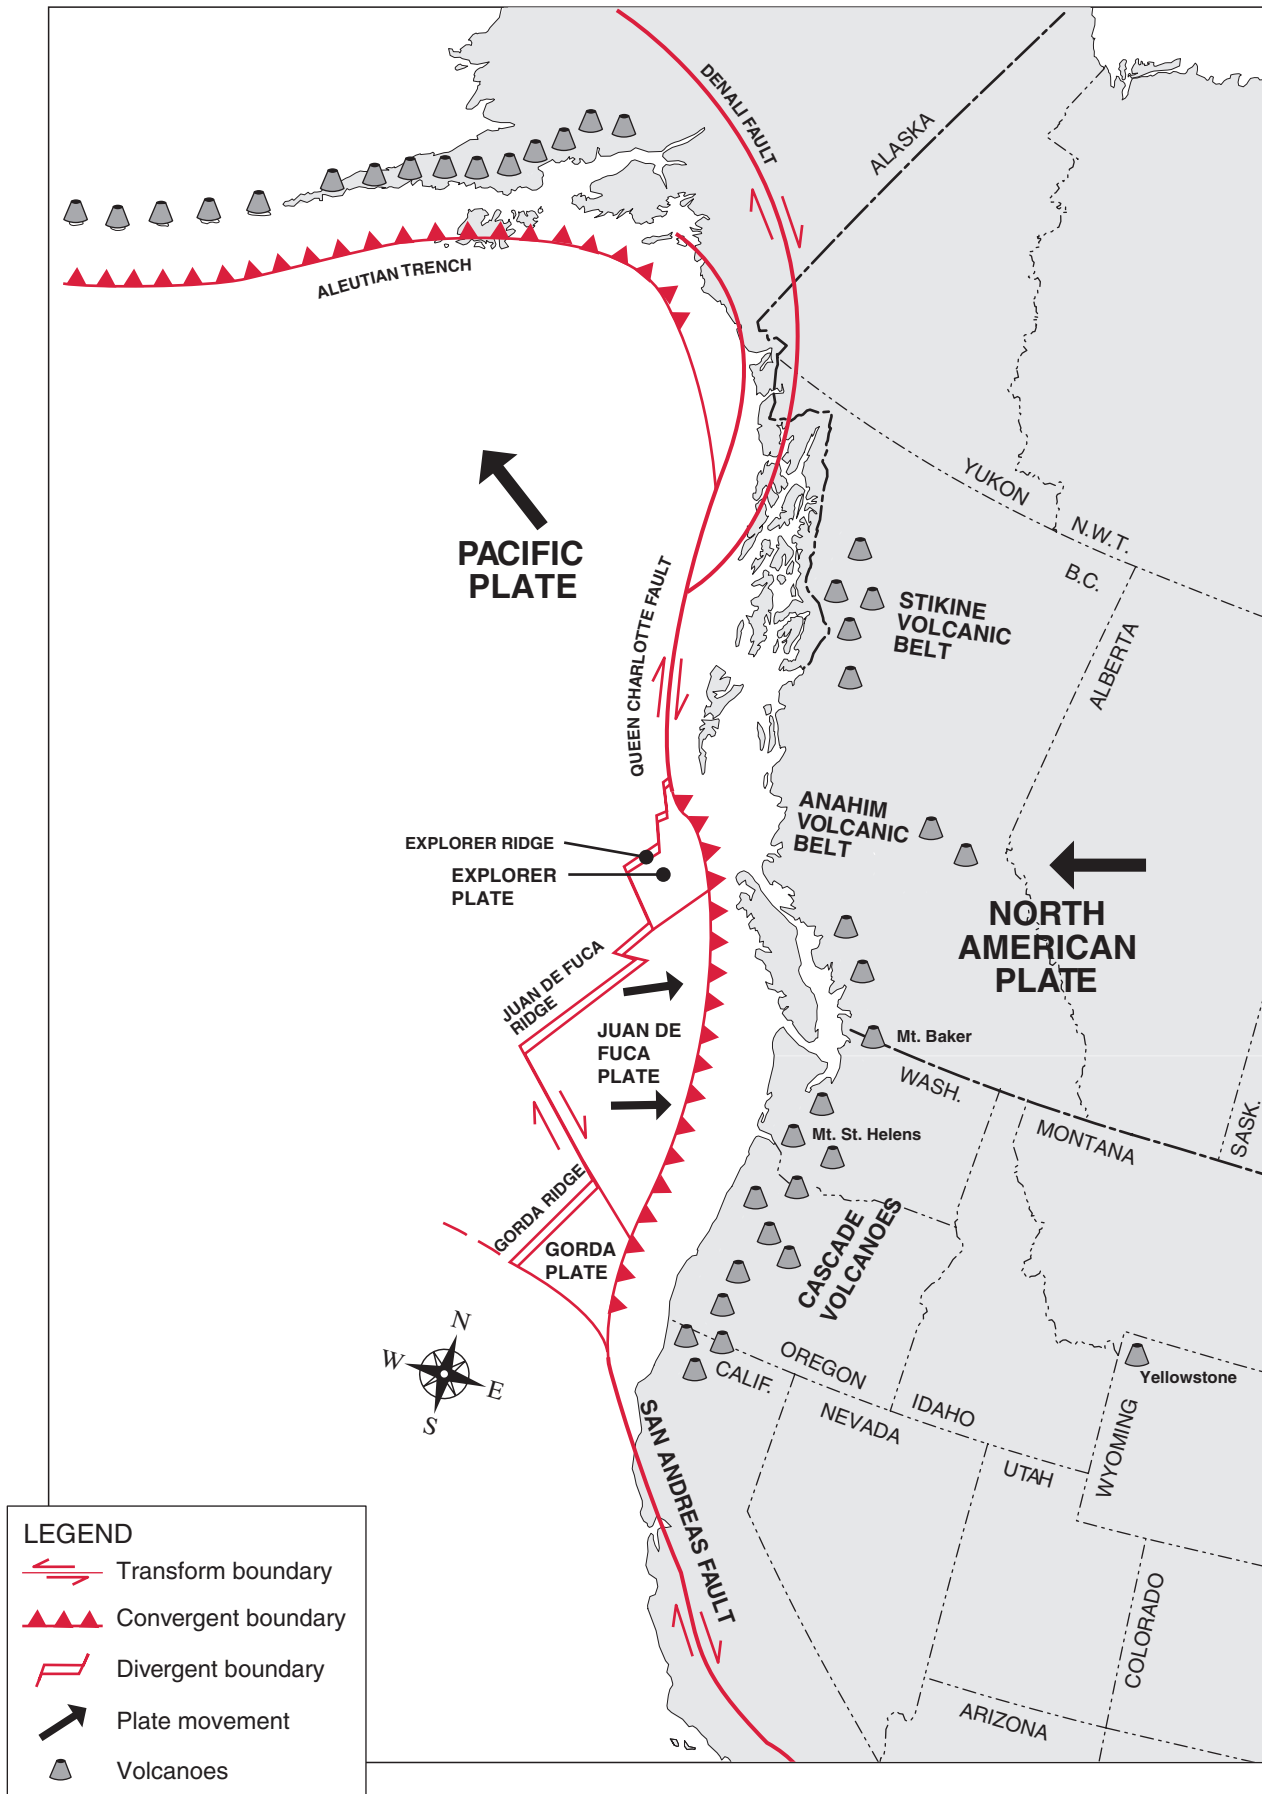 DENALI FAULT
ALASKA
ALEUTIAN TRENCH
YUKON
N.W.T.
B.C.
PACIFIC
PLATE
QUEEN CHARLOTTE FAULT
STIKINE
VOLCANIC
BELT
ALBERTA
ANAHIM
VOLCANIC
BELT
EXPLORER RIDGE
EXPLORER
PLATE
NORTH
AMERICAN
PLATE
JUAN DE FUCA
RIDGE
JUAN DE
FUCA
PLATE
Mt. Baker
WASH.
MONTANA
SASK.
Mt. St. Helens
GORDA RIDGE
GORDA
PLATE
CASCADE
VOLCANOES
N
W
E
S
OREGON
CALIF.
Yellowstone
IDAHO
NEVADA
WYOMING
UTAH
SAN ANDREAS FAULT
COLORADO
ARIZONA
LEGEND
Transform boundary
Convergent boundary
Divergent boundary
Plate movement
Volcanoes